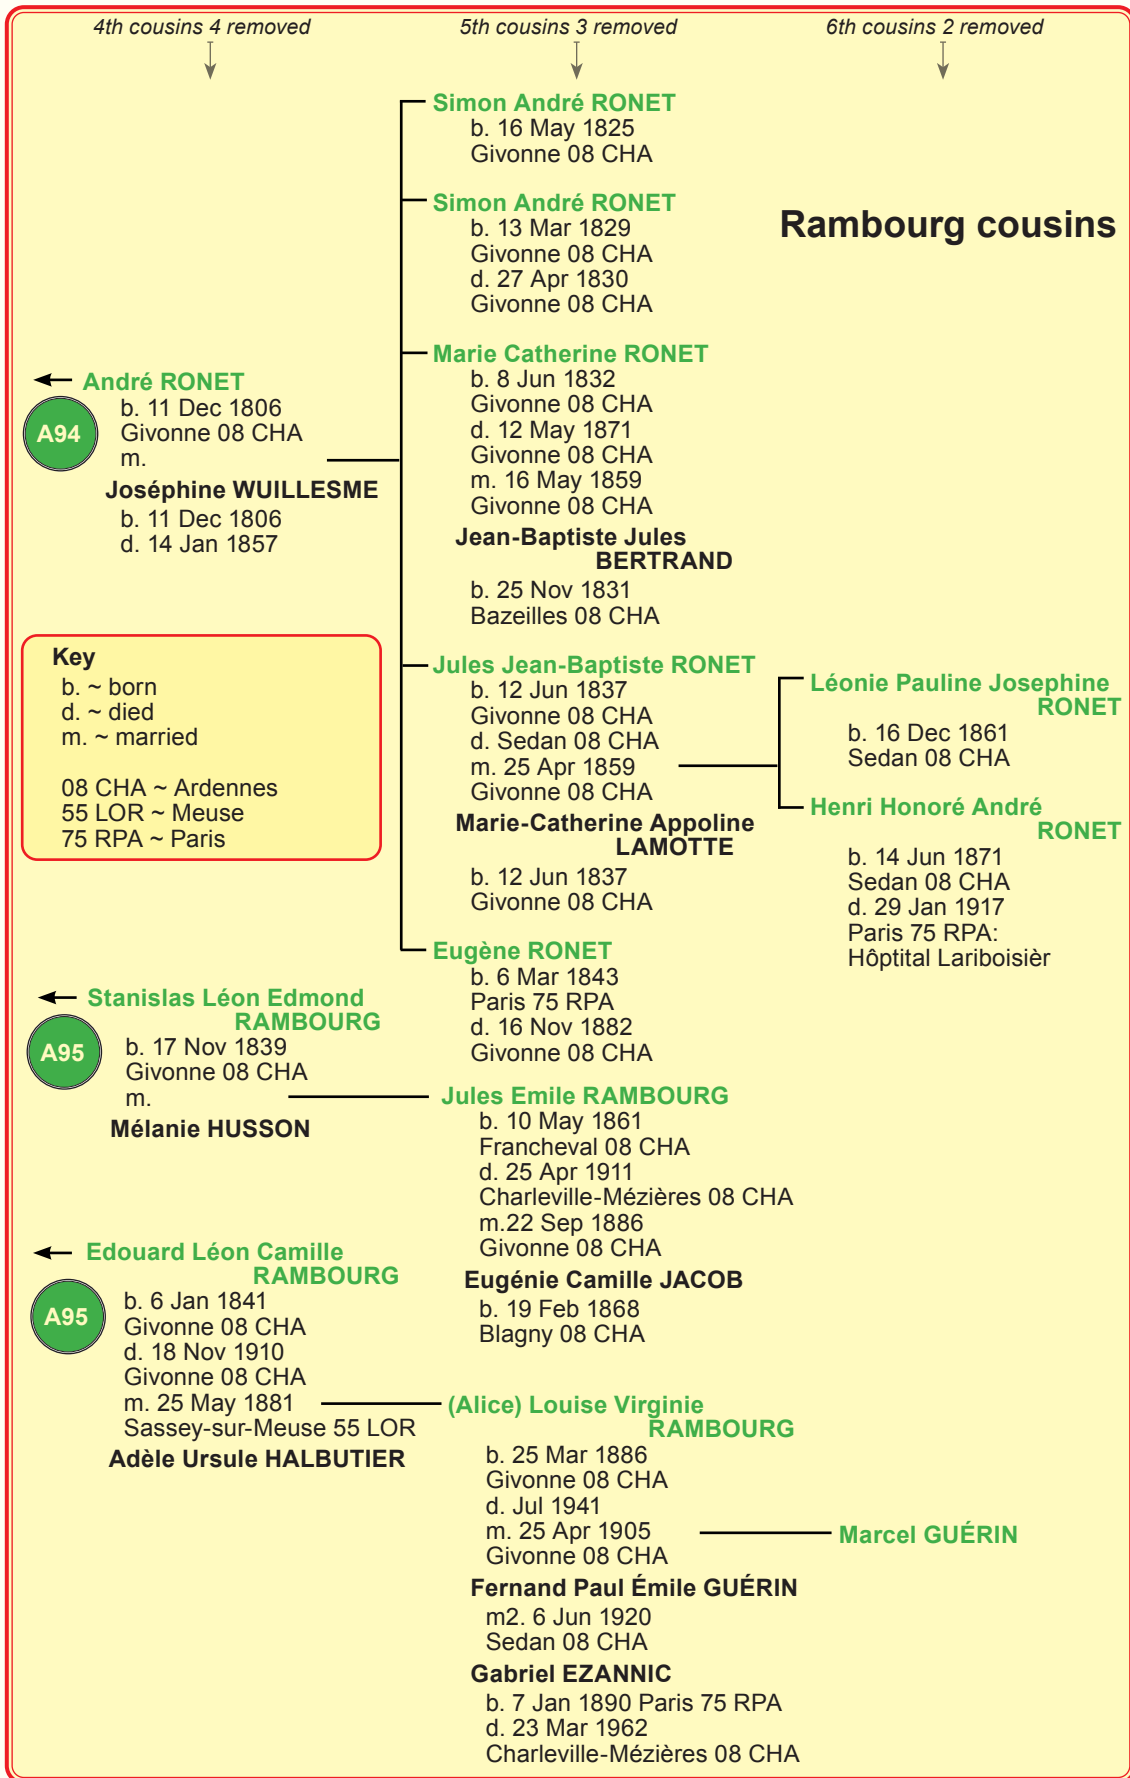 4th cousins 4 removed
5th cousins 3 removed
6th cousins 2 removed
Rambourg cousins
André RONET
A94
b. 11 Dec 1806
Givonne 08 CHA
m.
Joséphine WUILLESME
b. 11 Dec 1806
d. 14 Jan 1857
Simon André RONET
b. 16 May 1825
Givonne 08 CHA
Simon André RONET
b. 13 Mar 1829
Givonne 08 CHA
d. 27 Apr 1830
Givonne 08 CHA
Marie Catherine RONET
b. 8 Jun 1832
Givonne 08 CHA
d. 12 May 1871
Givonne 08 CHA
m. 16 May 1859
Givonne 08 CHA
Jean-Baptiste Jules
BERTRAND
b. 25 Nov 1831
Bazeilles 08 CHA
Jules Jean-Baptiste RONET
b. 12 Jun 1837
Givonne 08 CHA
d. Sedan 08 CHA
m. 25 Apr 1859
Givonne 08 CHA
Marie-Catherine Appoline
LAMOTTE
b. 12 Jun 1837
Givonne 08 CHA
Léonie Pauline Josephine
RONET
b. 16 Dec 1861
Sedan 08 CHA
Henri Honoré André
RONET
b. 14 Jun 1871
Sedan 08 CHA
d. 29 Jan 1917
Paris 75 RPA:
Hôptital Lariboisièr
Eugène RONET
b. 6 Mar 1843
Paris 75 RPA
d. 16 Nov 1882
Givonne 08 CHA
Key
b. ~ born
d. ~ died
m. ~ married
08 CHA ~ Ardennes
55 LOR ~ Meuse
75 RPA ~ Paris
Stanislas Léon Edmond
RAMBOURG
A95
b. 17 Nov 1839
Givonne 08 CHA
m.
Mélanie HUSSON
Jules Emile RAMBOURG
b. 10 May 1861
Francheval 08 CHA
d. 25 Apr 1911
Charleville-Mézières 08 CHA
m.22 Sep 1886
Givonne 08 CHA
Eugénie Camille JACOB
b. 19 Feb 1868
Blagny 08 CHA
Edouard Léon Camille
RAMBOURG
A95
b. 6 Jan 1841
Givonne 08 CHA
d. 18 Nov 1910
Givonne 08 CHA
m. 25 May 1881
Sassey-sur-Meuse 55 LOR
Adèle Ursule HALBUTIER
(Alice) Louise Virginie
RAMBOURG
b. 25 Mar 1886
Givonne 08 CHA
d. Jul 1941
m. 25 Apr 1905
Givonne 08 CHA
Fernand Paul Émile GUÉRIN
m2. 6 Jun 1920
Sedan 08 CHA
Gabriel EZANNIC
b. 7 Jan 1890 Paris 75 RPA
d. 23 Mar 1962
Charleville-Mézières 08 CHA
Marcel GUÉRIN